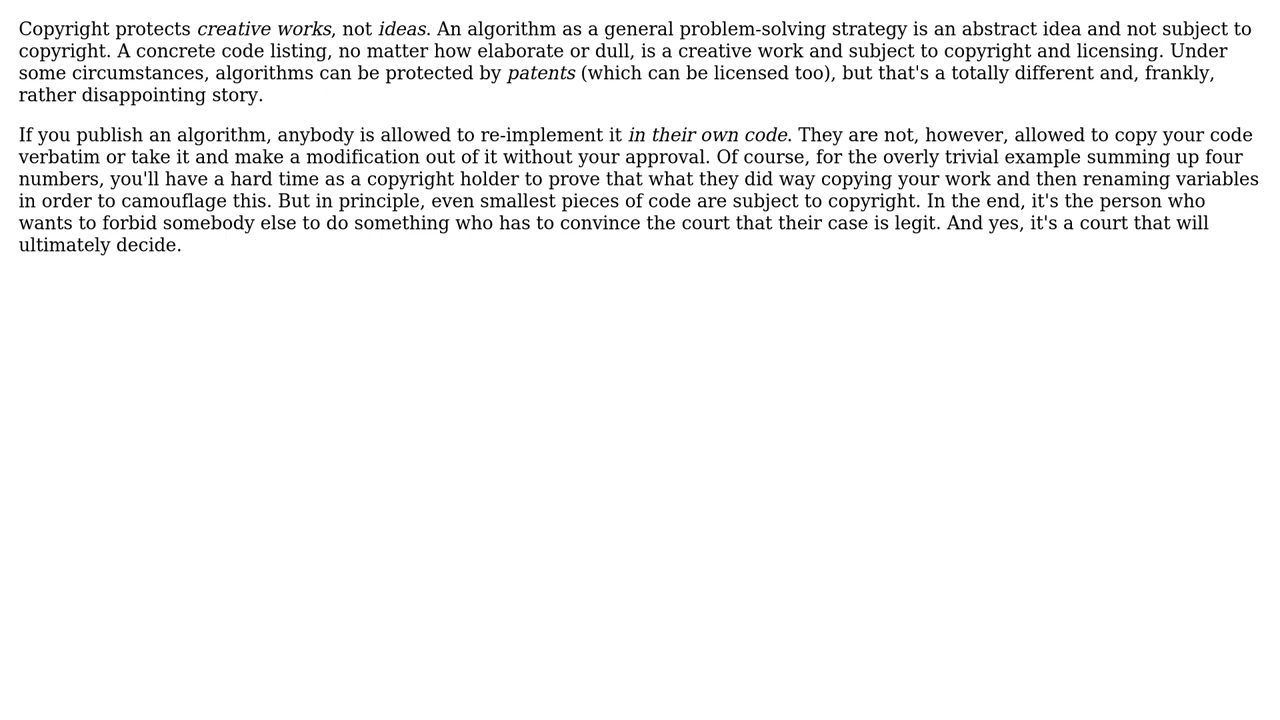 Copyright protects creative works, not ideas. An algorithm as a general problem-solving strategy is an abstract idea and not subject to
copyright. A concrete code listing, no matter how elaborate or dull, is a creative work and subject to copyright and licensing. Under
some circumstances, algorithms can be protected by patents (which can be licensed too), but that's a totally different and, frankly,
rather disappointing story.
If you publish an algorithm, anybody is allowed to re-implement it in their own code. They are not, however, allowed to copy your code
verbatim or take it and make a modification out of it without your approval. Of course, for the overly trivial example summing up four
numbers, you'll have a hard time as a copyright holder to prove that what they did way copying your work and then renaming variables
in order to camouflage this. But in principle, even smallest pieces of code are subject to copyright. In the end, it's the person who
wants to forbid somebody else to do something who has to convince the court that their case is legit. And yes, it's a court that will
ultimately decide.